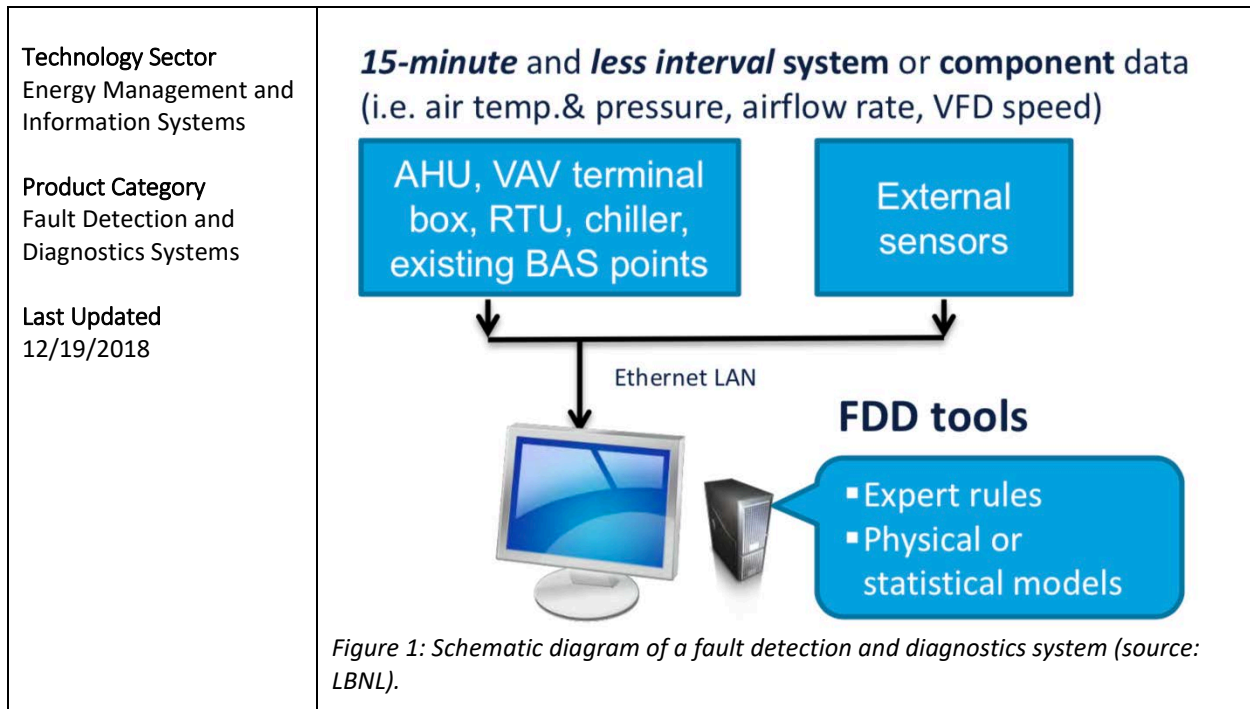 Technology Sector
Energy Management and
Information Systems
Product Category
Fault Detection and
Diagnostics Systems
Last Updated
12/19/2018
15-minute and less interval system or component data
(i.e. air temp.& pressure, airflow rate, VFD speed)
AHU, VAV terminal
box, RTU, chiller,
existing BAS points
External
sensors
Ethernet LAN
FDD tools
▪Expert rules
▪Physical or
statistical models
Figure 1: Schematic diagram of a fault detection and diagnostics system (source:
LBNL).